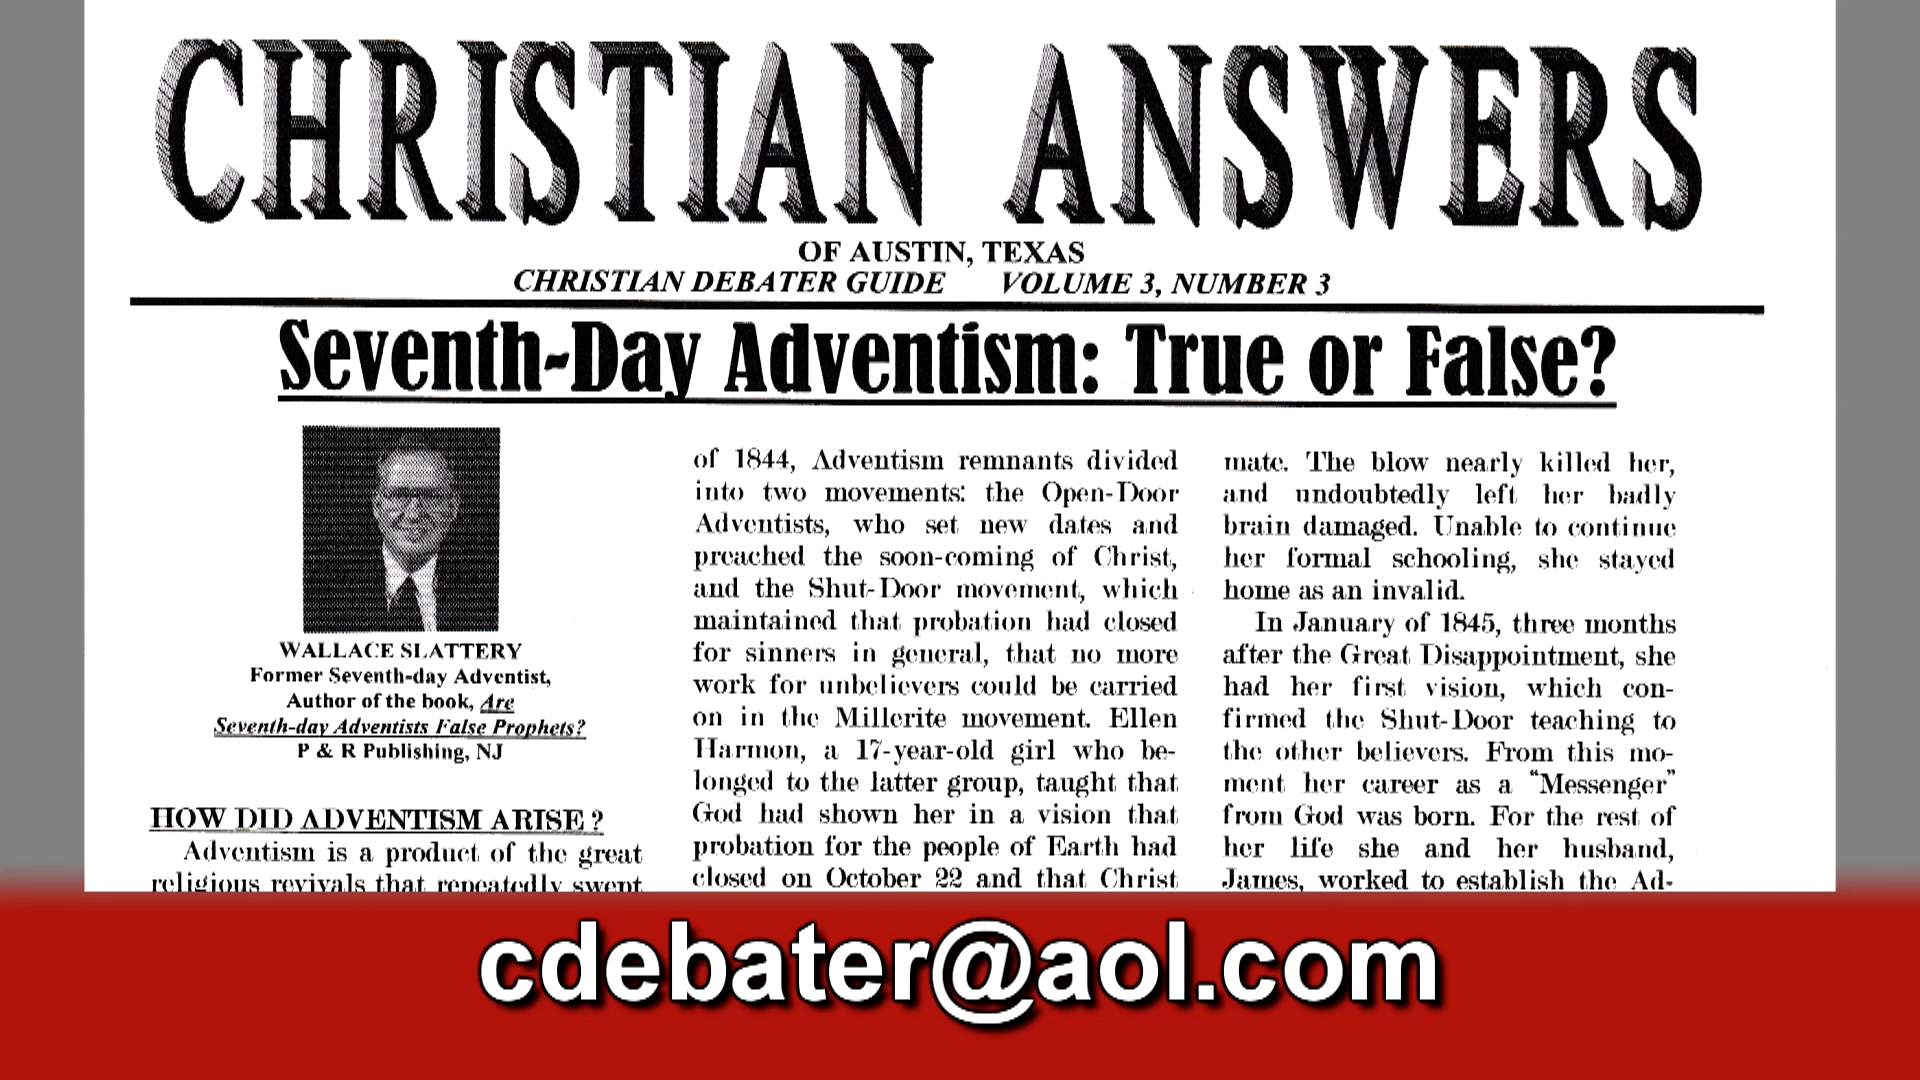 CHRISTIAN ANSWERS
OF AUSTIN, TEXAS
CHRISTIAN DEBATER GUIDE VOLUME 3, NUMBER 3
Seventh-Day Adventism: True or False?
WALLACE SLATTERY
Former Seventh-day Adventist,
Author of the book, Are
Seventh-day Adventists False Prophets?
P & R Publishing, NJ
HOW DID ADVENTISM ARISE?
Adventism is a product of the great
religious revivals that repeatedly swept
of 1844, Adventism remnants divided
into two movements: the Open-Door
Adventists, who set new dates and
preached the soon-coming of Christ,
and the Shut-Door movement, which
maintained that probation had closed
for sinners in general, that no more
work for unbelievers could be carried
on in the Millerite movement. Ellen
Harmon, a 17-year-old girl who be-
longed to the latter group, taught that
God had shown her in a vision that
probation for the people of Earth had
closed on October 22 and that Christ
mate. The blow nearly killed her,
and undoubtedly left her badly
brain damaged. Unable to continue
her formal schooling, she stayed
home as an invalid.
In January of 1845, three months
after the Great Disappointment, she
had her first vision, which con-
firmed the Shut-Door teaching to
the other believers. From this mo-
ment her career as a "Messenger"
from God was born. For the rest of
her life she and her husband,
James, worked to establish the Ad-
cdebater@aol.com